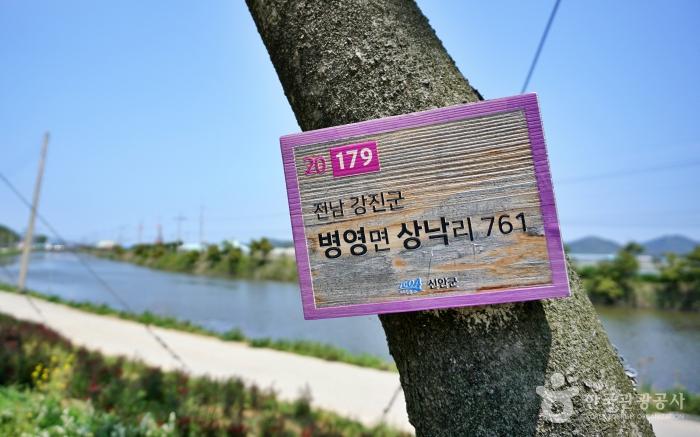 20 179
전남 강진군
병영면 상낙리 761
1004 신안군
한국관광공사